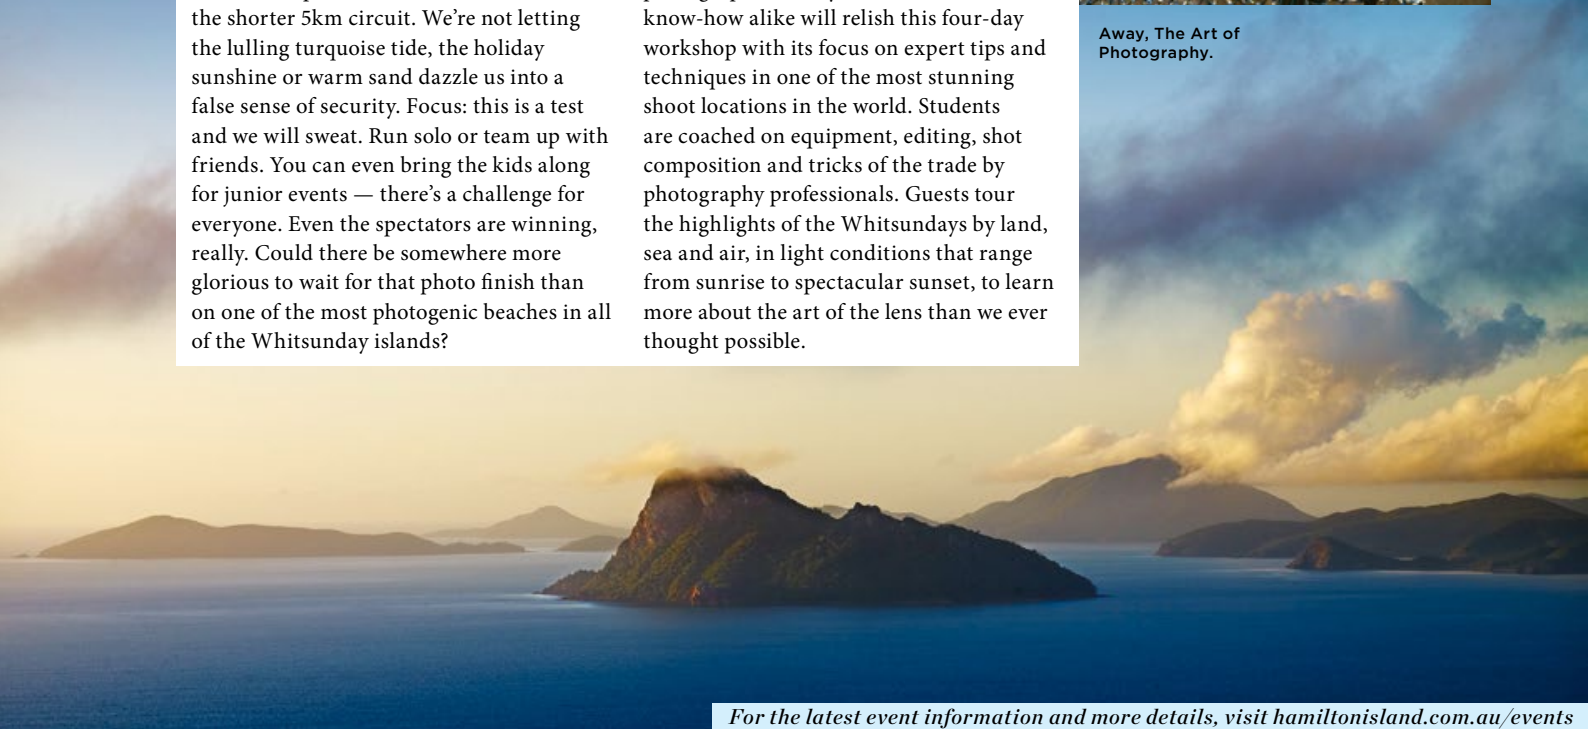 the shorter 5km circuit. We’re not letting
the lulling turquoise tide, the holiday
sunshine or warm sand dazzle us into a
false sense of security. Focus: this is a test
and we will sweat. Run solo or team up with
friends. You can even bring the kids along
for junior events — there’s a challenge for
everyone. Even the spectators are winning,
really. Could there be somewhere more
glorious to wait for that photo finish than
on one of the most photogenic beaches in all
of the Whitsunday islands?
know-how alike will relish this four-day
workshop with its focus on expert tips and
techniques in one of the most stunning
shoot locations in the world. Students
are coached on equipment, editing, shot
composition and tricks of the trade by
photography professionals. Guests tour
the highlights of the Whitsundays by land,
sea and air, in light conditions that range
from sunrise to spectacular sunset, to learn
more about the art of the lens than we ever
thought possible.
Away, The Art of
Photography.
For the latest event information and more details, visit hamiltonisland.com.au/events